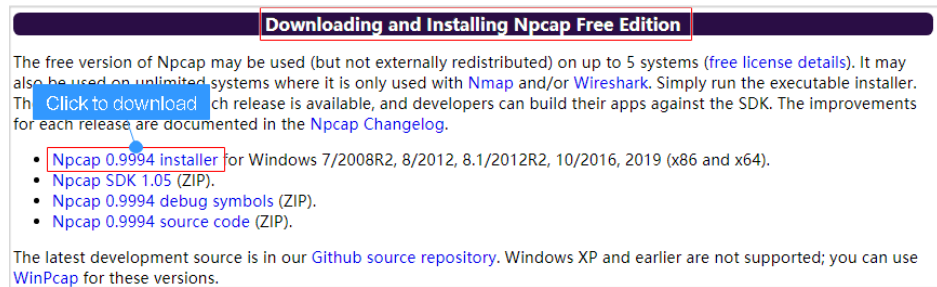 Downloading and Installing Npcap Free Edition
The free version of Npcap may be used (but not externally redistributed) on up to 5 systems (free license details). It may
also be used on unlimited systems where it is only used with Nmap and/or Wireshark. Simply run the executable installer.
Th
Click to download
ch release is available, and developers can build their apps against the SDK. The improvements
for each release are documented in the Npcap Changelog.
• Npcap 0.9994 installer for Windows 7/2008R2, 8/2012, 8.1/2012R2, 10/2016, 2019 (x86 and x64).
• Npcap SDK 1.05 (ZIP).
• Npcap 0.9994 debug symbols (ZIP).
• Npcap 0.9994 source code (ZIP).
The latest development source is in our Github source repository. Windows XP and earlier are not supported; you can use
WinPcap for these versions.